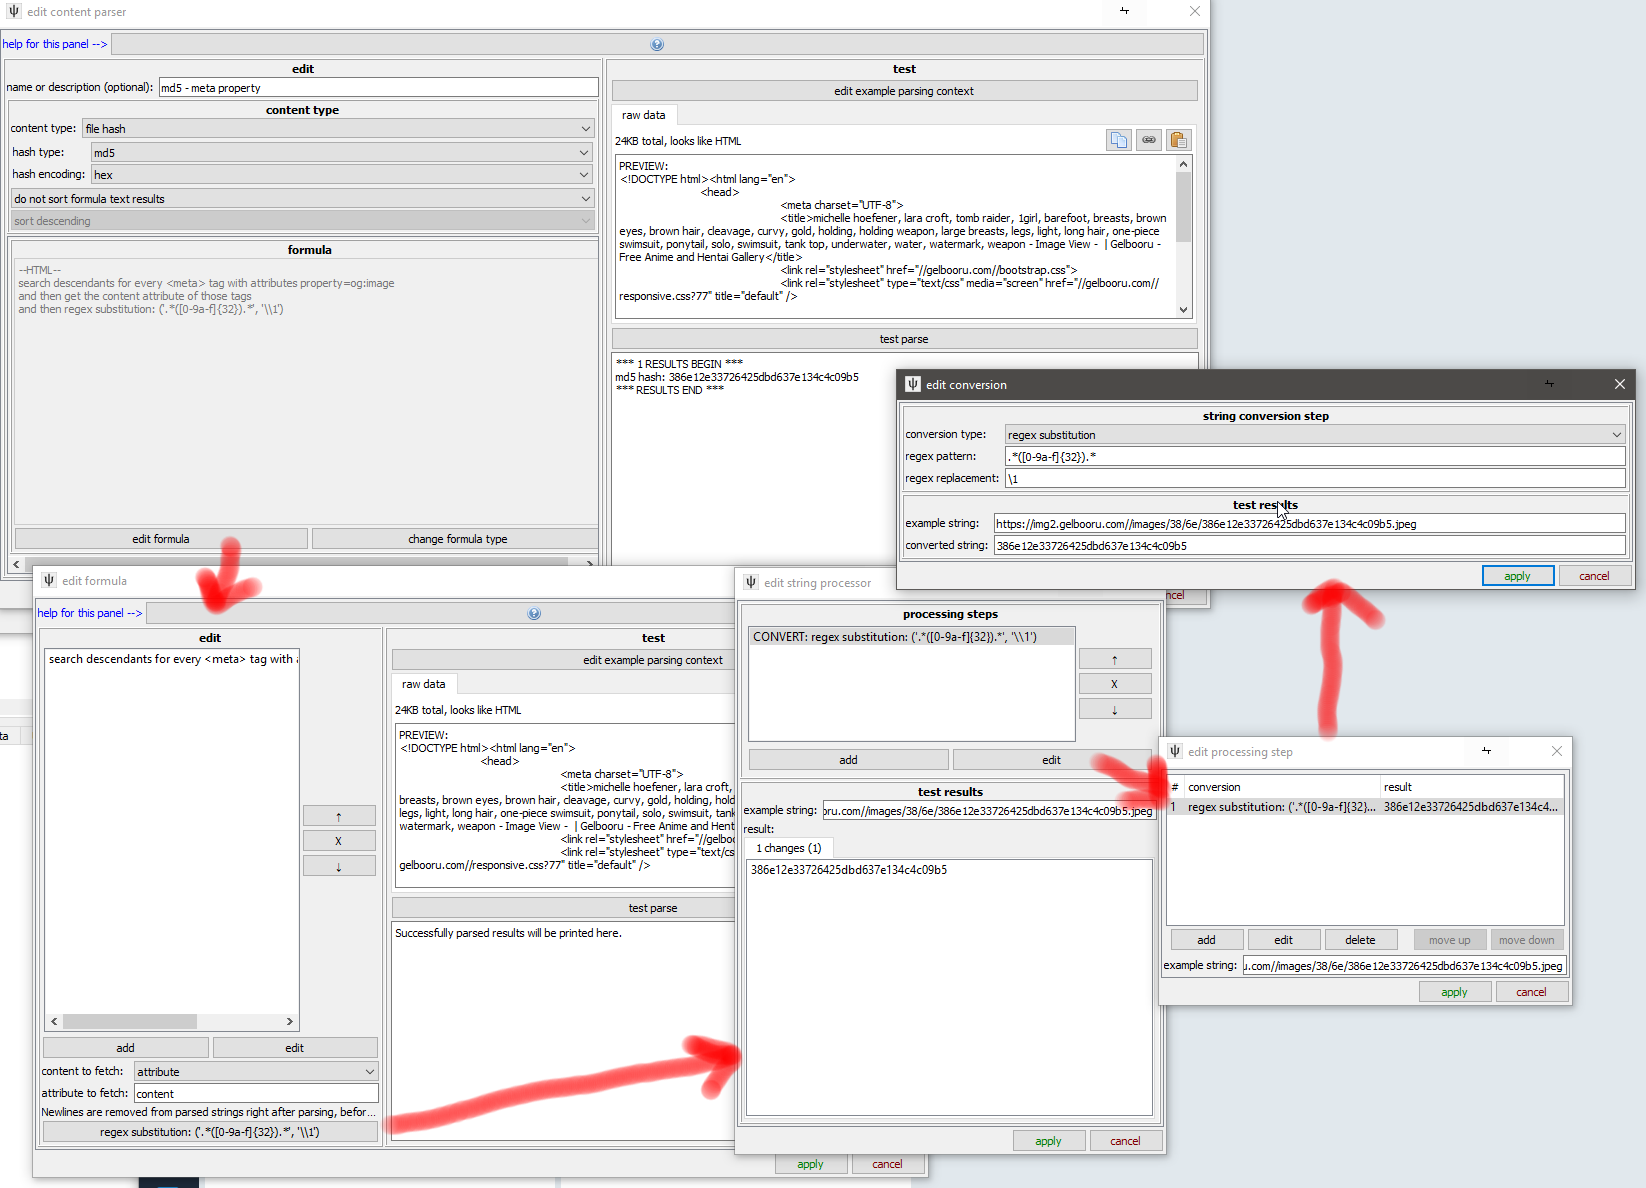 edit content parser
help for this panel -->
edit
name or description (optional): md5 - meta property
content type
content type: file hash
hash type: md5
hash encoding: hex
do not sort formula text results
sort descending
formula
--HTML--
search descendants for every <meta> tag with attributes property=og:image
and then get the content attribute of those tags
and then regex substitution: ('.*([0-9a-f]{32}).*', '\\1')
edit formula
change formula type
test
edit example parsing context
raw data
24KB total, looks like HTML
PREVIEW:
<!DOCTYPE html><html lang="en">
<head>
<meta charset="UTF-8">
<title>michelle hoefener, lara croft, tomb raider, 1girl, barefoot, breasts, brown
eyes, brown hair, cleavage, curvy, gold, holding, holding weapon, large breasts, legs, light, long hair, one-piece
swimsuit, ponytail, solo, swimsuit, tank top, underwater, water, watermark, weapon - Image View -  | Gelbooru -
Free Anime and Hentai Gallery</title>
<link rel="stylesheet" href="//gelbooru.com//bootstrap.css">
<link rel="stylesheet" type="text/css" media="screen" href="//gelbooru.com//
responsive.css?77" title="default" />
test parse
*** 1 RESULTS BEGIN ***
md5 hash: 386e12e33726425dbd637e134c4c09b5
*** RESULTS END ***
edit conversion
string conversion step
conversion type: regex substitution
regex pattern: .*([0-9a-f]{32}).*
regex replacement: \1
test results
example string: https://img2.gelbooru.com//images/38/6e/386e12e33726425dbd637e134c4c09b5.jpeg
converted string: 386e12e33726425dbd637e134c4c09b5
apply
cancel
edit formula
help for this panel -->
edit
search descendants for every <meta> tag with
↑
X
↓
add
edit
content to fetch: attribute
attribute to fetch: content
Newlines are removed from parsed strings right after parsing, befor...
regex substitution: ('.*([0-9a-f]{32}).*', '\\1')
test
edit example parsing context
raw data
24KB total, looks like HTML
PREVIEW:
<!DOCTYPE html><html lang="en">
<head>
<meta charset="UTF-8">
<title>michelle hoefener, lara croft,
breasts, brown eyes, brown hair, cleavage, curvy, gold, holding, hold
legs, light, long hair, one-piece swimsuit, ponytail, solo, swimsuit, tank
watermark, weapon - Image View -  | Gelbooru - Free Anime and Hent
<link rel="stylesheet" href="//gelboo
<link rel="stylesheet" type="text/cs
gelbooru.com//responsive.css?77" title="default" />
test parse
Successfully parsed results will be printed here.
apply
cancel
edit string processor
processing steps
CONVERT: regex substitution: ('.*([0-9a-f]{32}).*', '\\1')
↑
X
↓
add
edit
test results
example string: oru.com//images/38/6e/386e12e33726425dbd637e134c4c09b5.jpeg
result:
1 changes (1)
386e12e33726425dbd637e134c4c09b5
apply
cancel
edit processing step
# conversion result
1 regex substitution: ('.*([0-9a-f]{32}... 386e12e33726425dbd637e134c4...
add
edit
delete
move up
move down
example string: u.com//images/38/6e/386e12e33726425dbd637e134c4c09b5.jpeg
apply
cancel